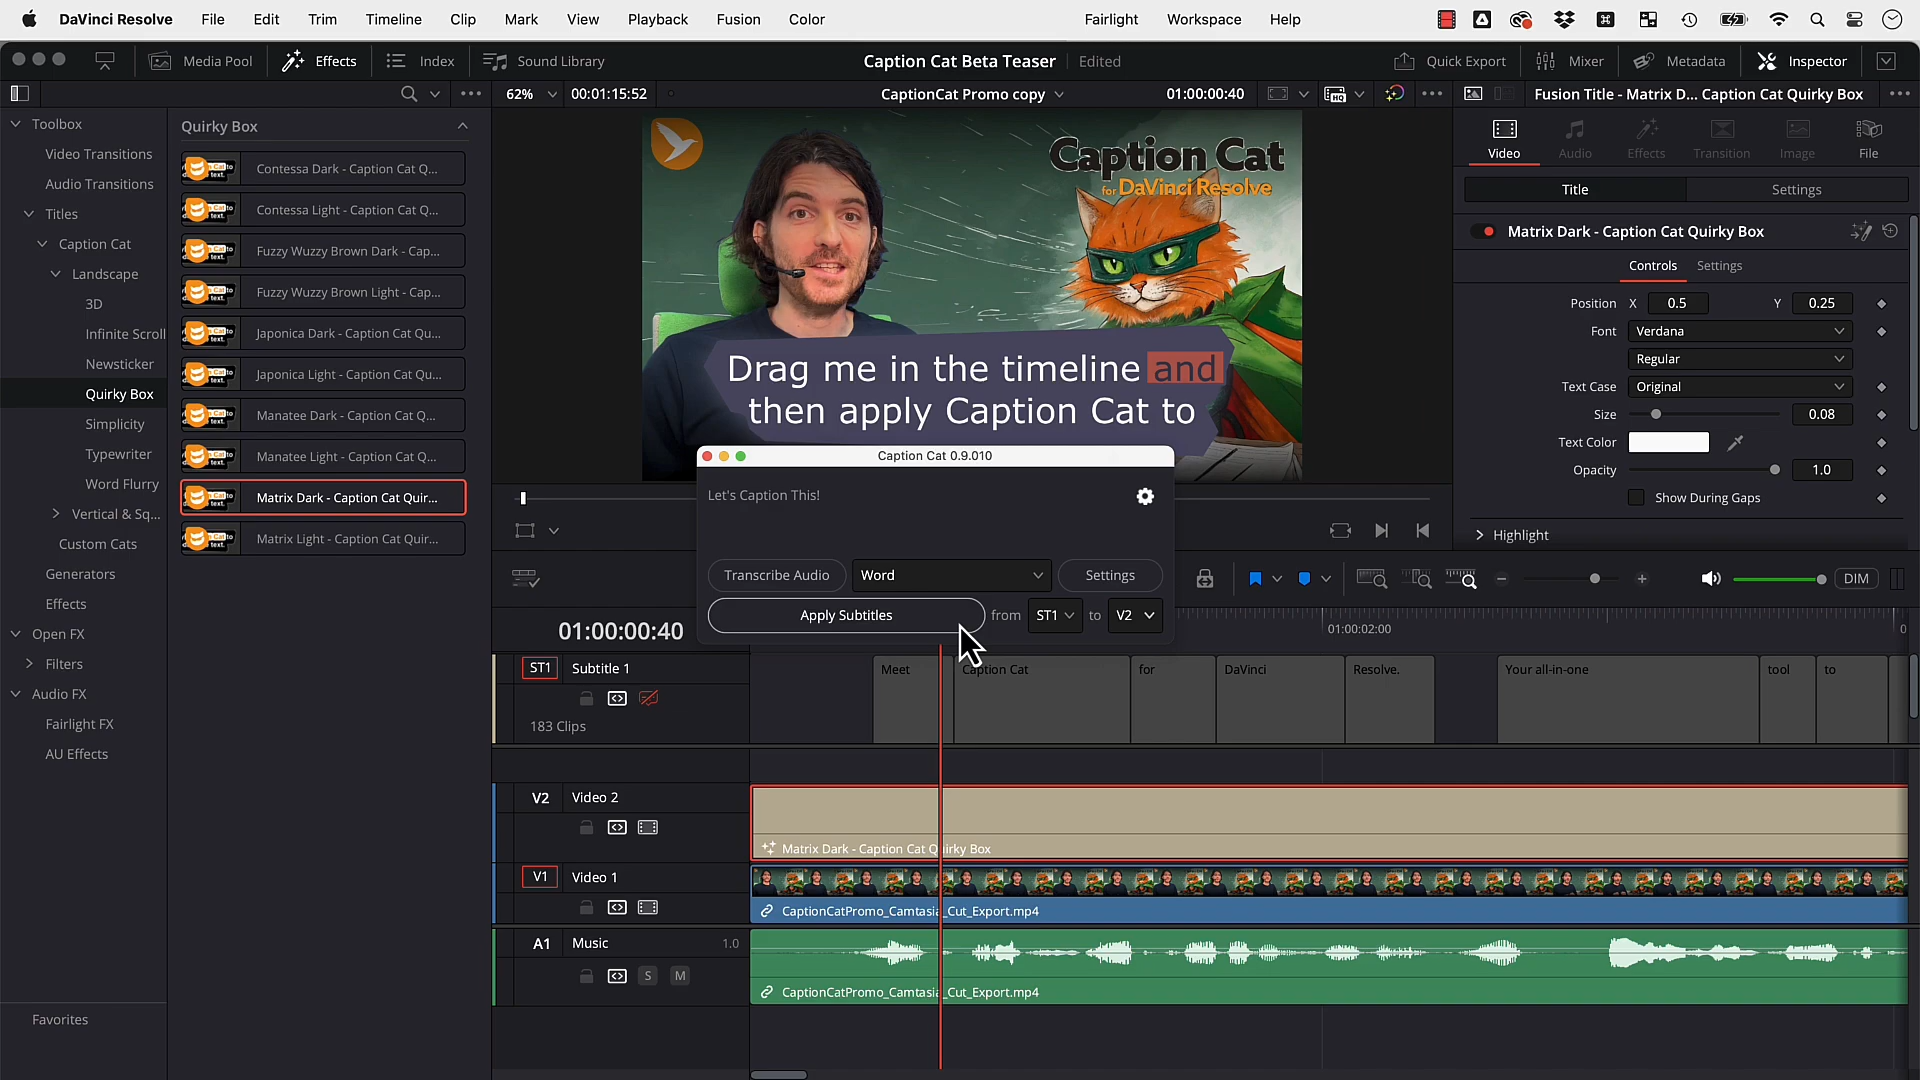 DaVinci Resolve File Edit Trim Timeline Clip Mark View Playback Fusion Color Fairlight Workspace Help
Media Pool Effects Index Sound Library Caption Cat Beta Teaser Edited Quick Export Mixer Metadata Inspector
62% 00:01:15:52 CaptionCat Promo copy 01:00:00:40 Fusion Title - Matrix D... Caption Cat Quirky Box
Toolbox
Video Transitions
Audio Transitions
Titles
Caption Cat
Landscape
3D
Infinite Scroll
Newsticker
Quirky Box
Simplicity
Typewriter
Word Flurry
Vertical & Sq...
Custom Cats
Generators
Effects
Open FX
Filters
Audio FX
Fairlight FX
AU Effects
Favorites
Quirky Box
Contessa Dark - Caption Cat Q...
Contessa Light - Caption Cat Q...
Fuzzy Wuzzy Brown Dark - Cap...
Fuzzy Wuzzy Brown Light - Cap...
Japonica Dark - Caption Cat Qu...
Japonica Light - Caption Cat Qu...
Manatee Dark - Caption Cat Q...
Manatee Light - Caption Cat Q...
Matrix Dark - Caption Cat Quir...
Matrix Light - Caption Cat Quir...
Caption Cat
for DaVinci Resolve
Drag me in the timeline and
then apply Caption Cat to
Caption Cat 0.9.010
Let's Caption This!
Transcribe Audio Word Settings
Apply Subtitles from ST1 to V2
Video Audio Effects Transition Image File
Title Settings
Matrix Dark - Caption Cat Quirky Box
Controls Settings
Position X 0.5 Y 0.25
Font Verdana
Regular
Text Case Original
Size 0.08
Text Color
Opacity 1.0
Show During Gaps
Highlight
DIM
01:00:00:40 01:00:02:00 0
ST1 Subtitle 1
183 Clips
Meet Caption Cat for DaVinci Resolve. Your all-in-one tool to
V2 Video 2
Matrix Dark - Caption Cat Quirky Box
V1 Video 1
CaptionCatPromo_Camtasia_Cut_Export.mp4
A1 Music 1.0
S M
CaptionCatPromo_Camtasia_Cut_Export.mp4